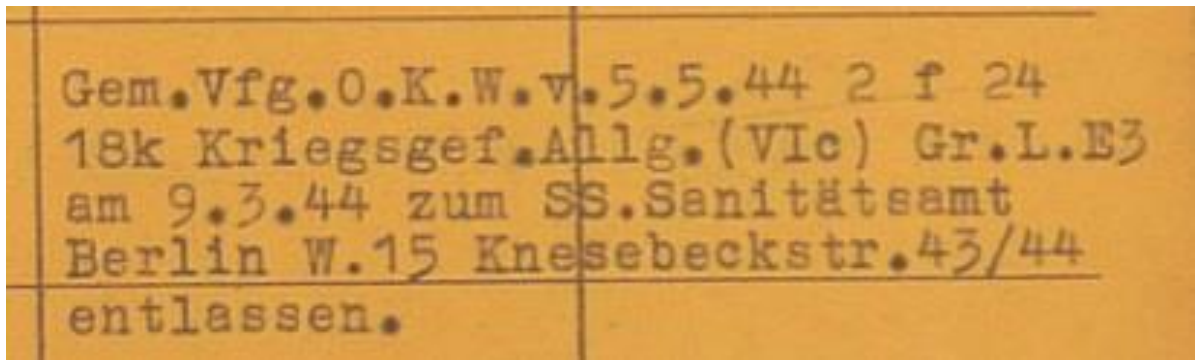 Gem.Vfg.O.K.W.v.5.5.44 2 f 24
18k Kriegsgef.Allg.(VIc) Gr.L.E3
am 9.3.44 zum SS.Sanitätsamt
Berlin W.15 Knesebeckstr.43/44
entlassen.